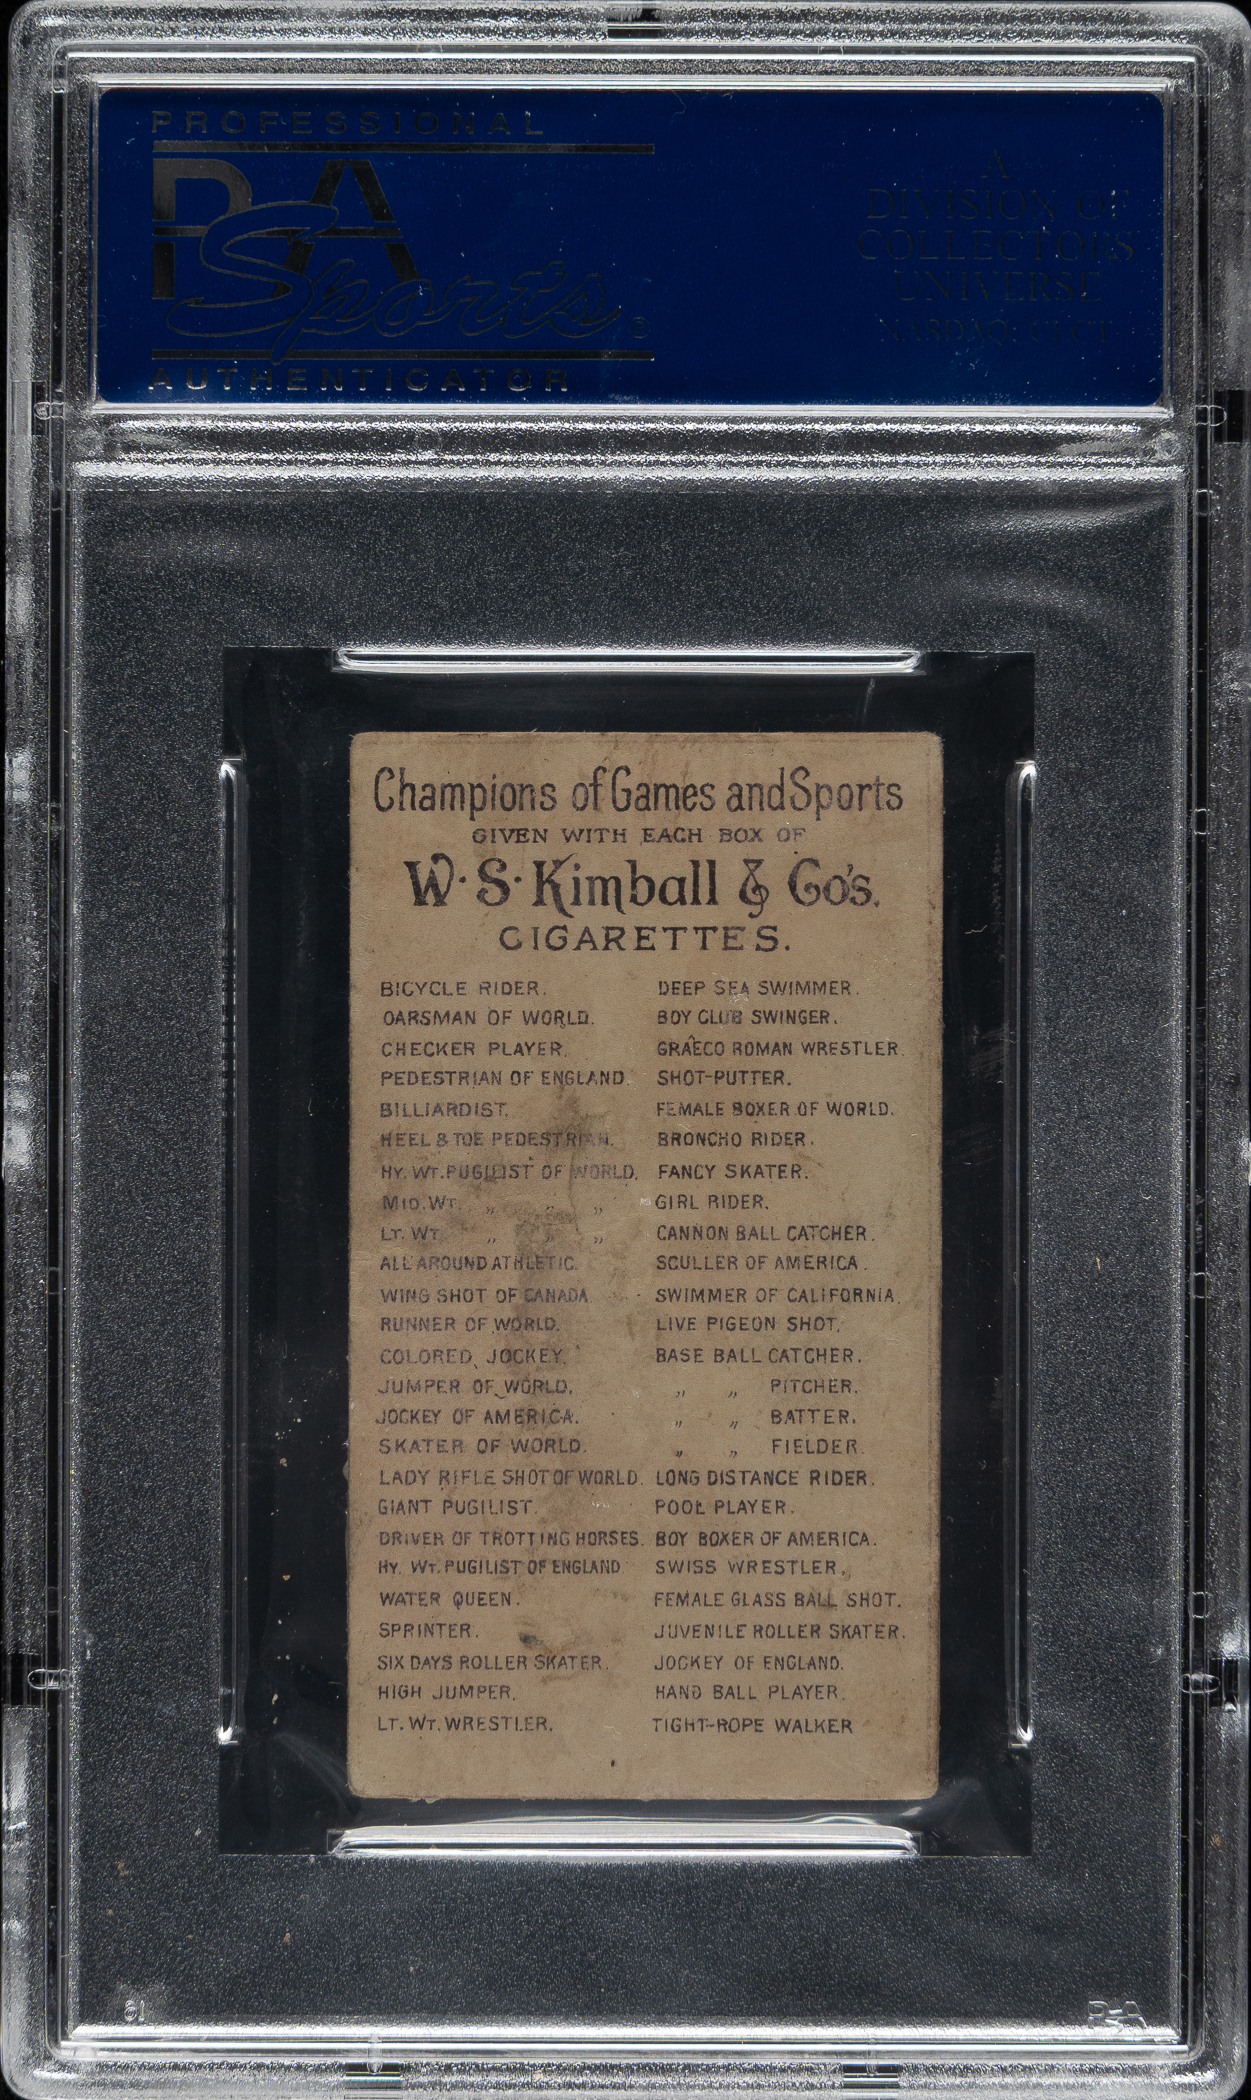 PROFESSIONAL
PSA
Sports
AUTHENTICATOR
A
DIVISION OF
COLLECTORS
UNIVERSE
NASDAQ: CLCT
Champions of Games and Sports
GIVEN WITH EACH BOX OF
W. S. Kimball & Co's.
CIGARETTES.
BICYCLE RIDER.
OARSMAN OF WORLD.
CHECKER PLAYER.
PEDESTRIAN OF ENGLAND.
BILLIARDIST.
HEEL & TOE PEDESTRIAN.
HY. WT. PUGILIST OF WORLD.
MID. WT. „ „ „
LT. WT. „ „ „
ALL AROUND ATHLETIC.
WING SHOT OF CANADA.
RUNNER OF WORLD.
COLORED JOCKEY.
JUMPER OF WORLD.
JOCKEY OF AMERICA.
SKATER OF WORLD.
LADY RIFLE SHOT OF WORLD.
GIANT PUGILIST.
DRIVER OF TROTTING HORSES.
HY. WT. PUGILIST OF ENGLAND
WATER QUEEN.
SPRINTER.
SIX DAYS ROLLER SKATER.
HIGH JUMPER.
LT. WT. WRESTLER.
DEEP SEA SWIMMER.
BOY CLUB SWINGER.
GRAECO ROMAN WRESTLER.
SHOT-PUTTER.
FEMALE BOXER OF WORLD.
BRONCHO RIDER.
FANCY SKATER.
GIRL RIDER.
CANNON BALL CATCHER.
SCULLER OF AMERICA.
SWIMMER OF CALIFORNIA.
LIVE PIGEON SHOT.
BASE BALL CATCHER.
„ „ PITCHER.
„ „ BATTER.
„ „ FIELDER.
LONG DISTANCE RIDER.
POOL PLAYER.
BOY BOXER OF AMERICA.
SWISS WRESTLER.
FEMALE GLASS BALL SHOT.
JUVENILE ROLLER SKATER.
JOCKEY OF ENGLAND.
HAND BALL PLAYER.
TIGHT-ROPE WALKER
PSA